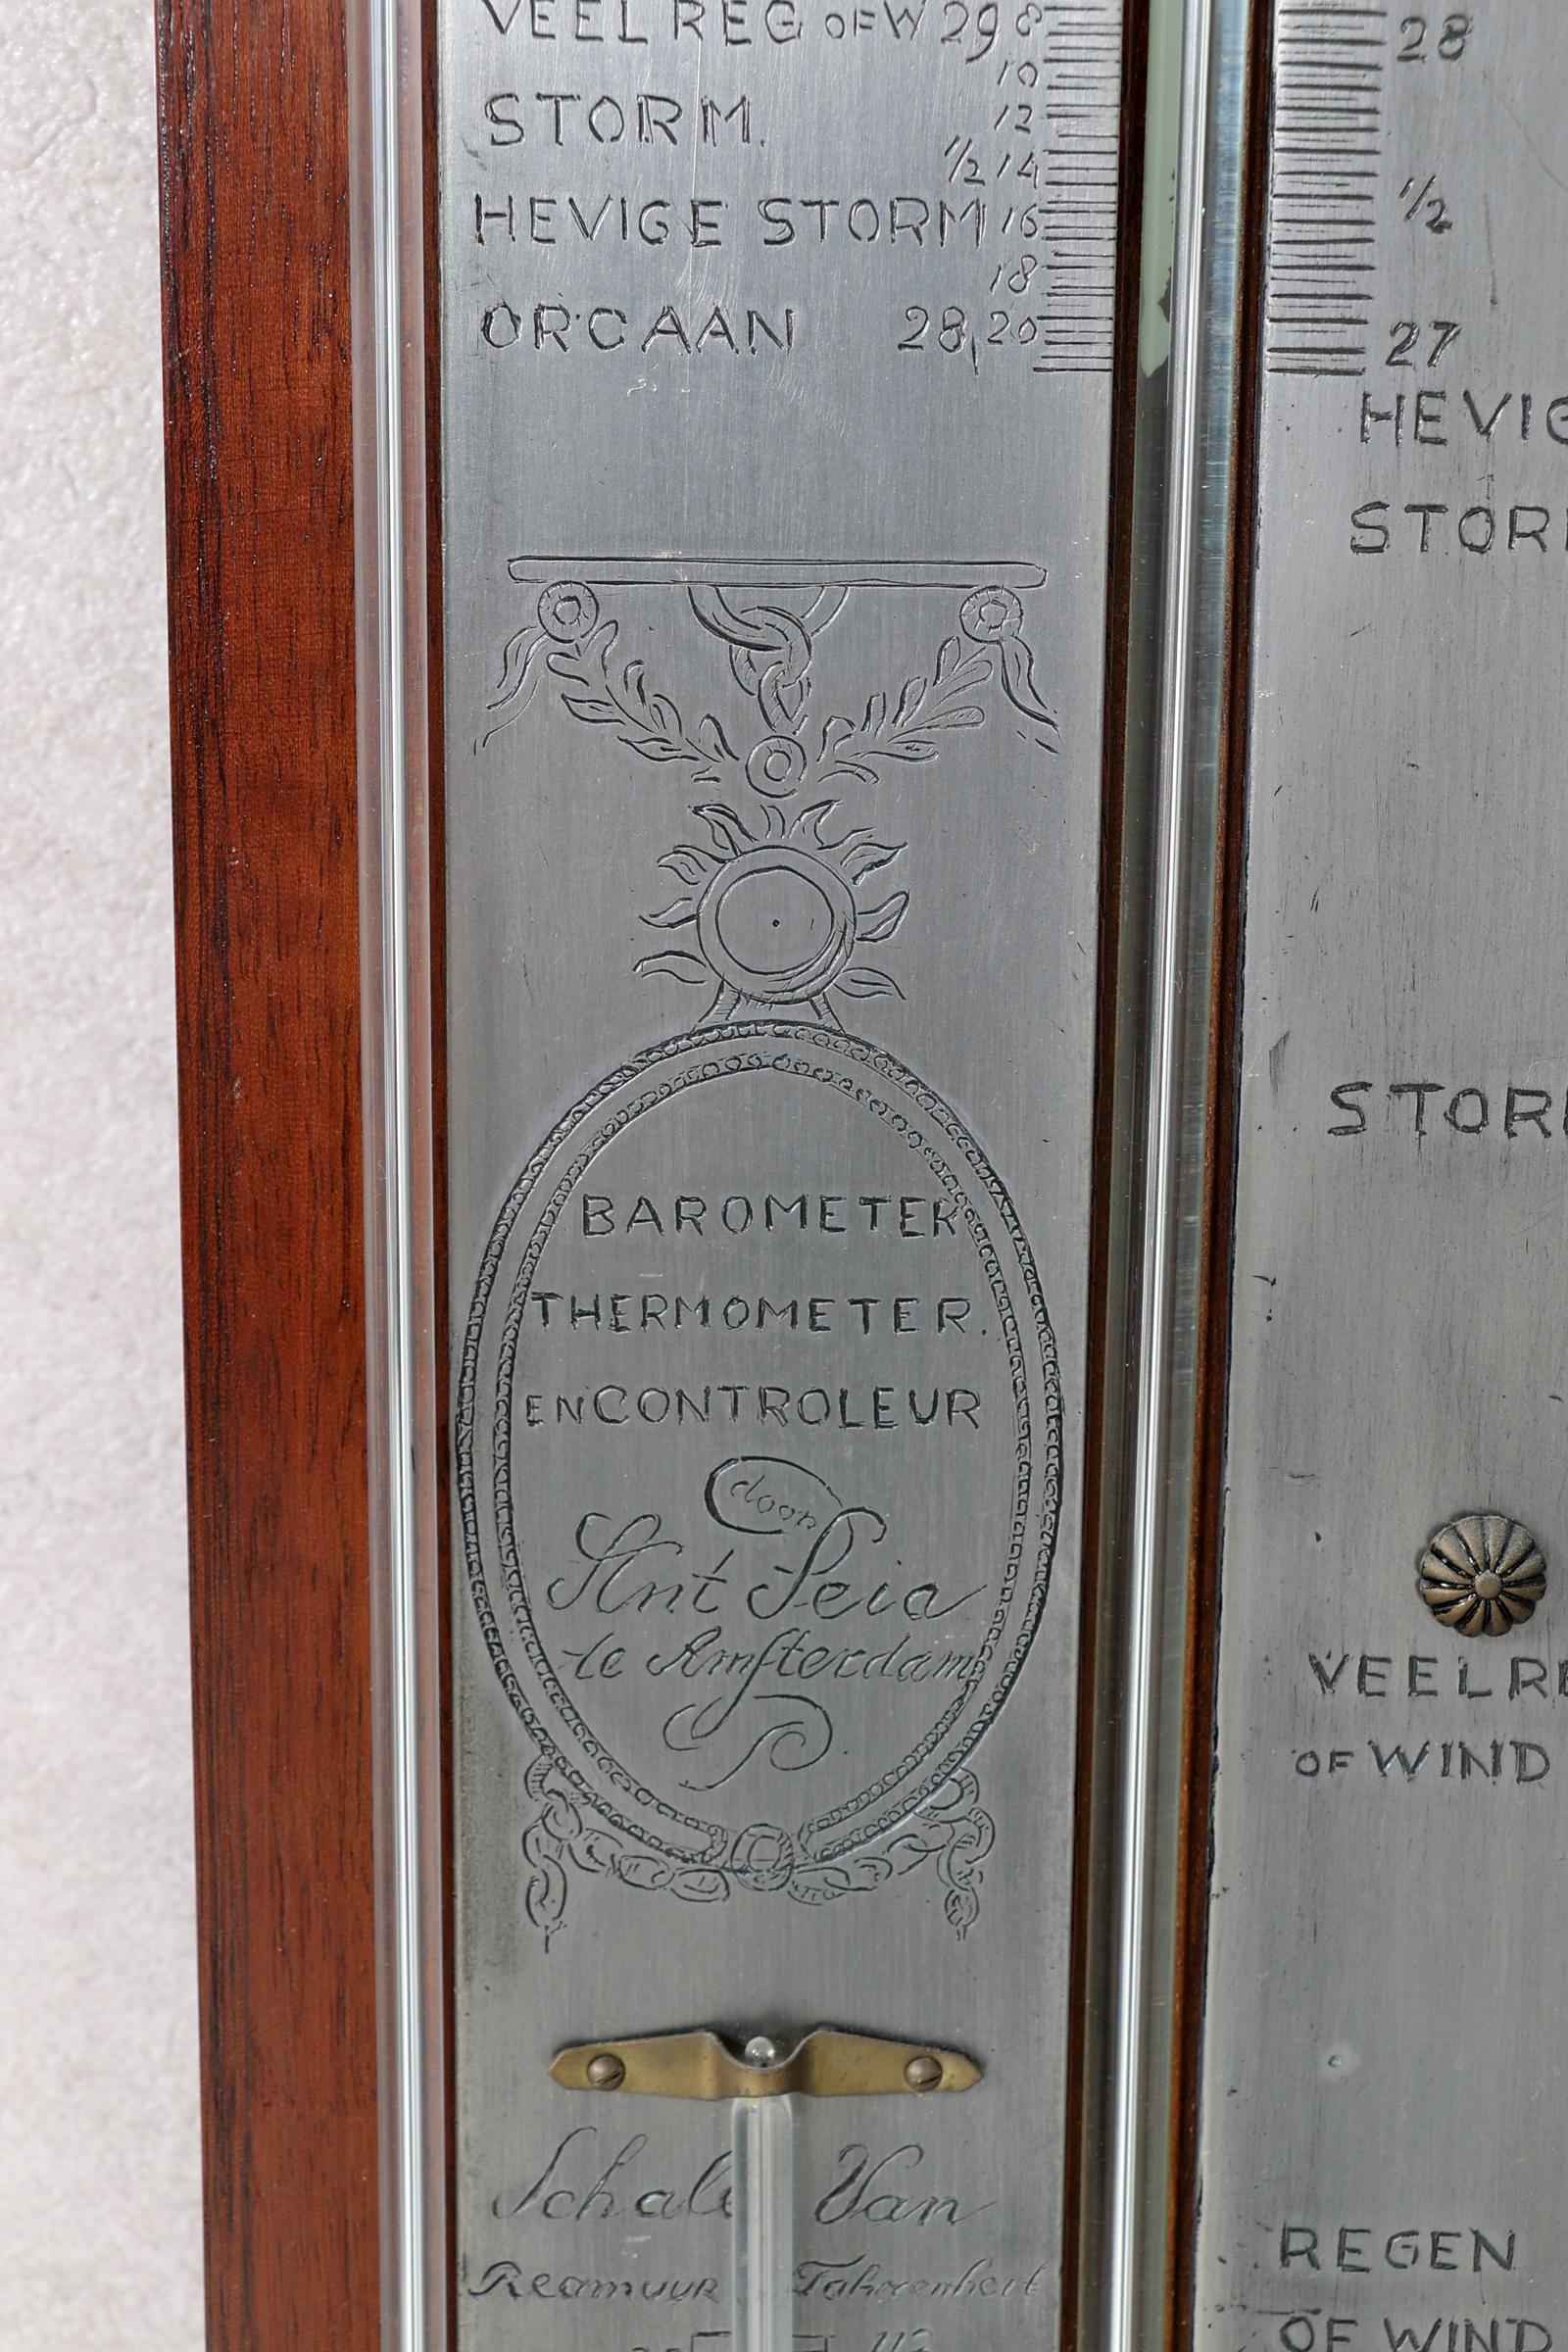 VEEL REG OF W 29 8
10
STORM. 12
½ 14
HEVIGE STORM 16
18
ORCAAN 28,20
BAROMETER
THERMOMETER.
EN CONTROLEUR
door
Ant Peia
te Amsterdam
Schale Van
Reamuur Fahrenheit
28
½
27
HEVIG
STOR
STOR
VEEL RE
OF WIND
REGEN
OF WIND